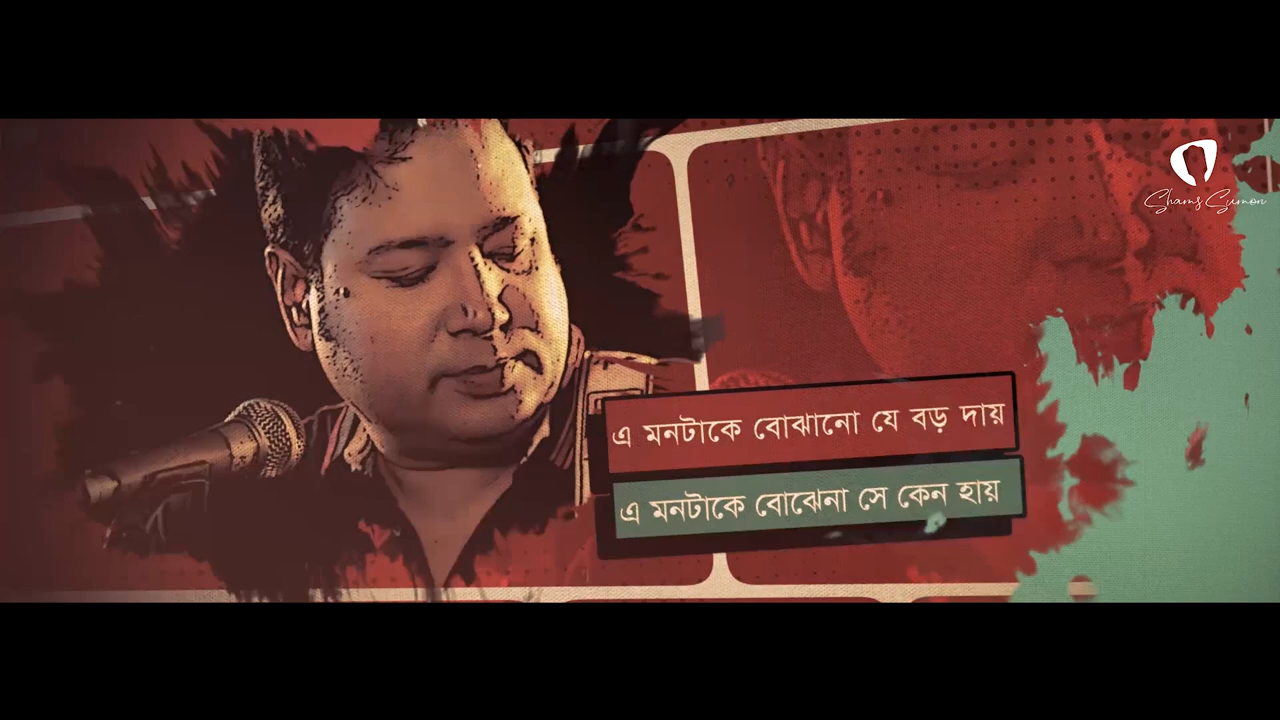 Shams Sumon
এ মনটাকে বোঝানো যে বড় দায়
এ মনটাকে বোঝেনা সে কেন হায়